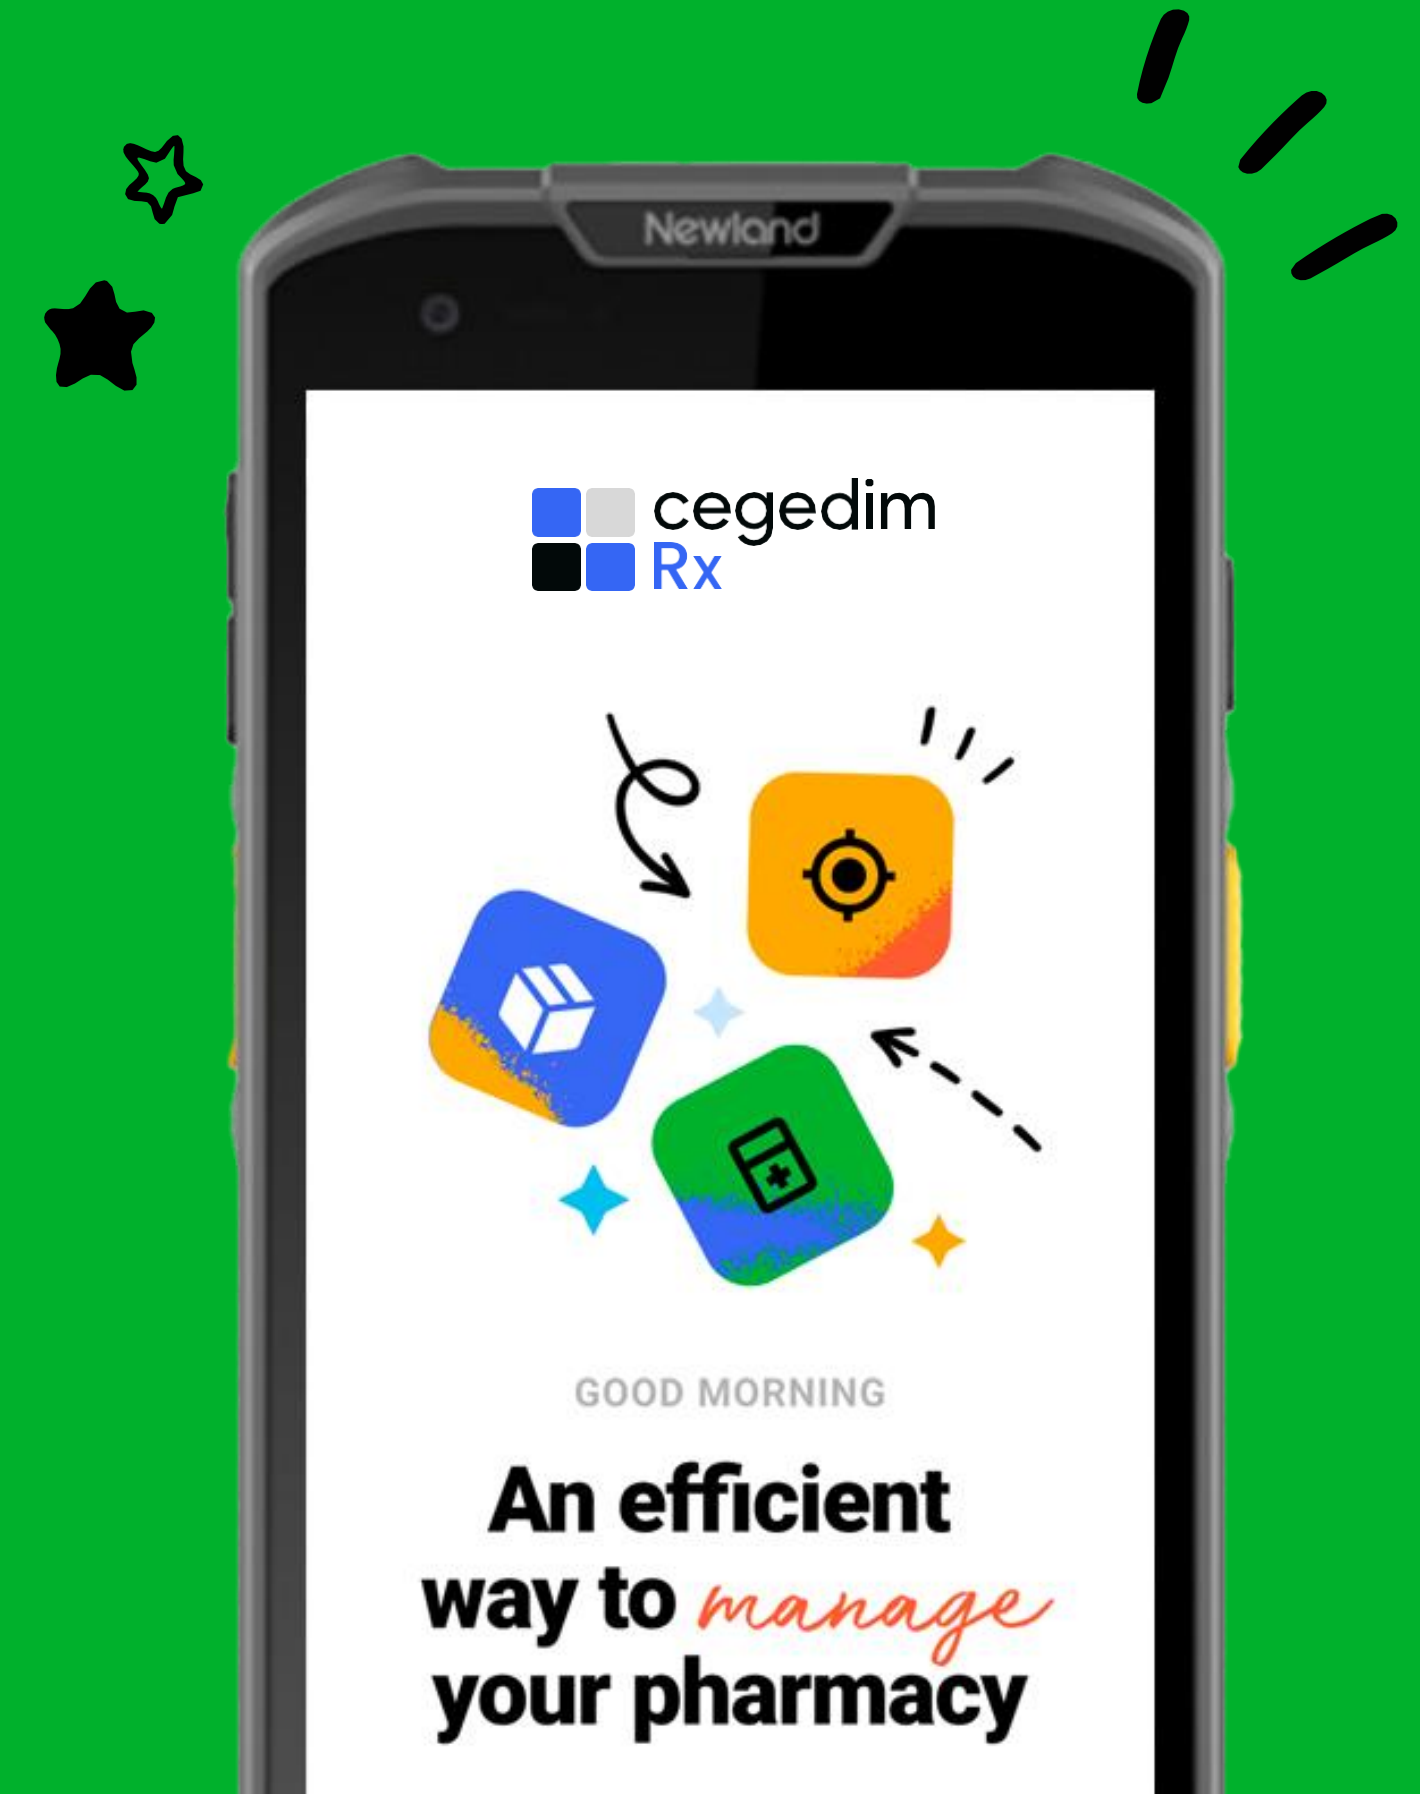 Newland
cegedim
Rx
GOOD MORNING
An efficient
way to manage
your pharmacy